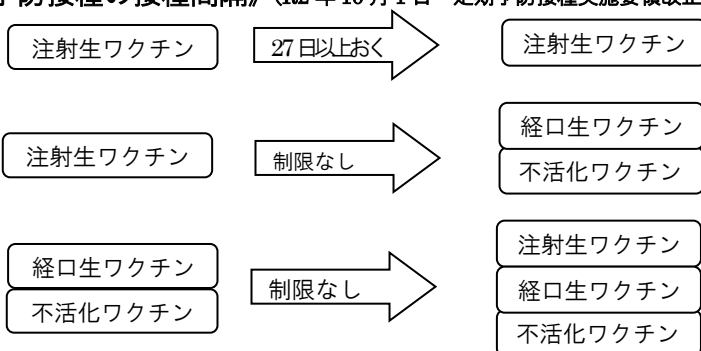 予防接種の接種間隔》(R2年10月1日 定期予防接種実施要領改正
注射生ワクチン
27日以上おく
注射生ワクチン
注射生ワクチン
制限なし
経口生ワクチン
不活化ワクチン
経口生ワクチン
不活化ワクチン
制限なし
注射生ワクチン
経口生ワクチン
不活化ワクチン